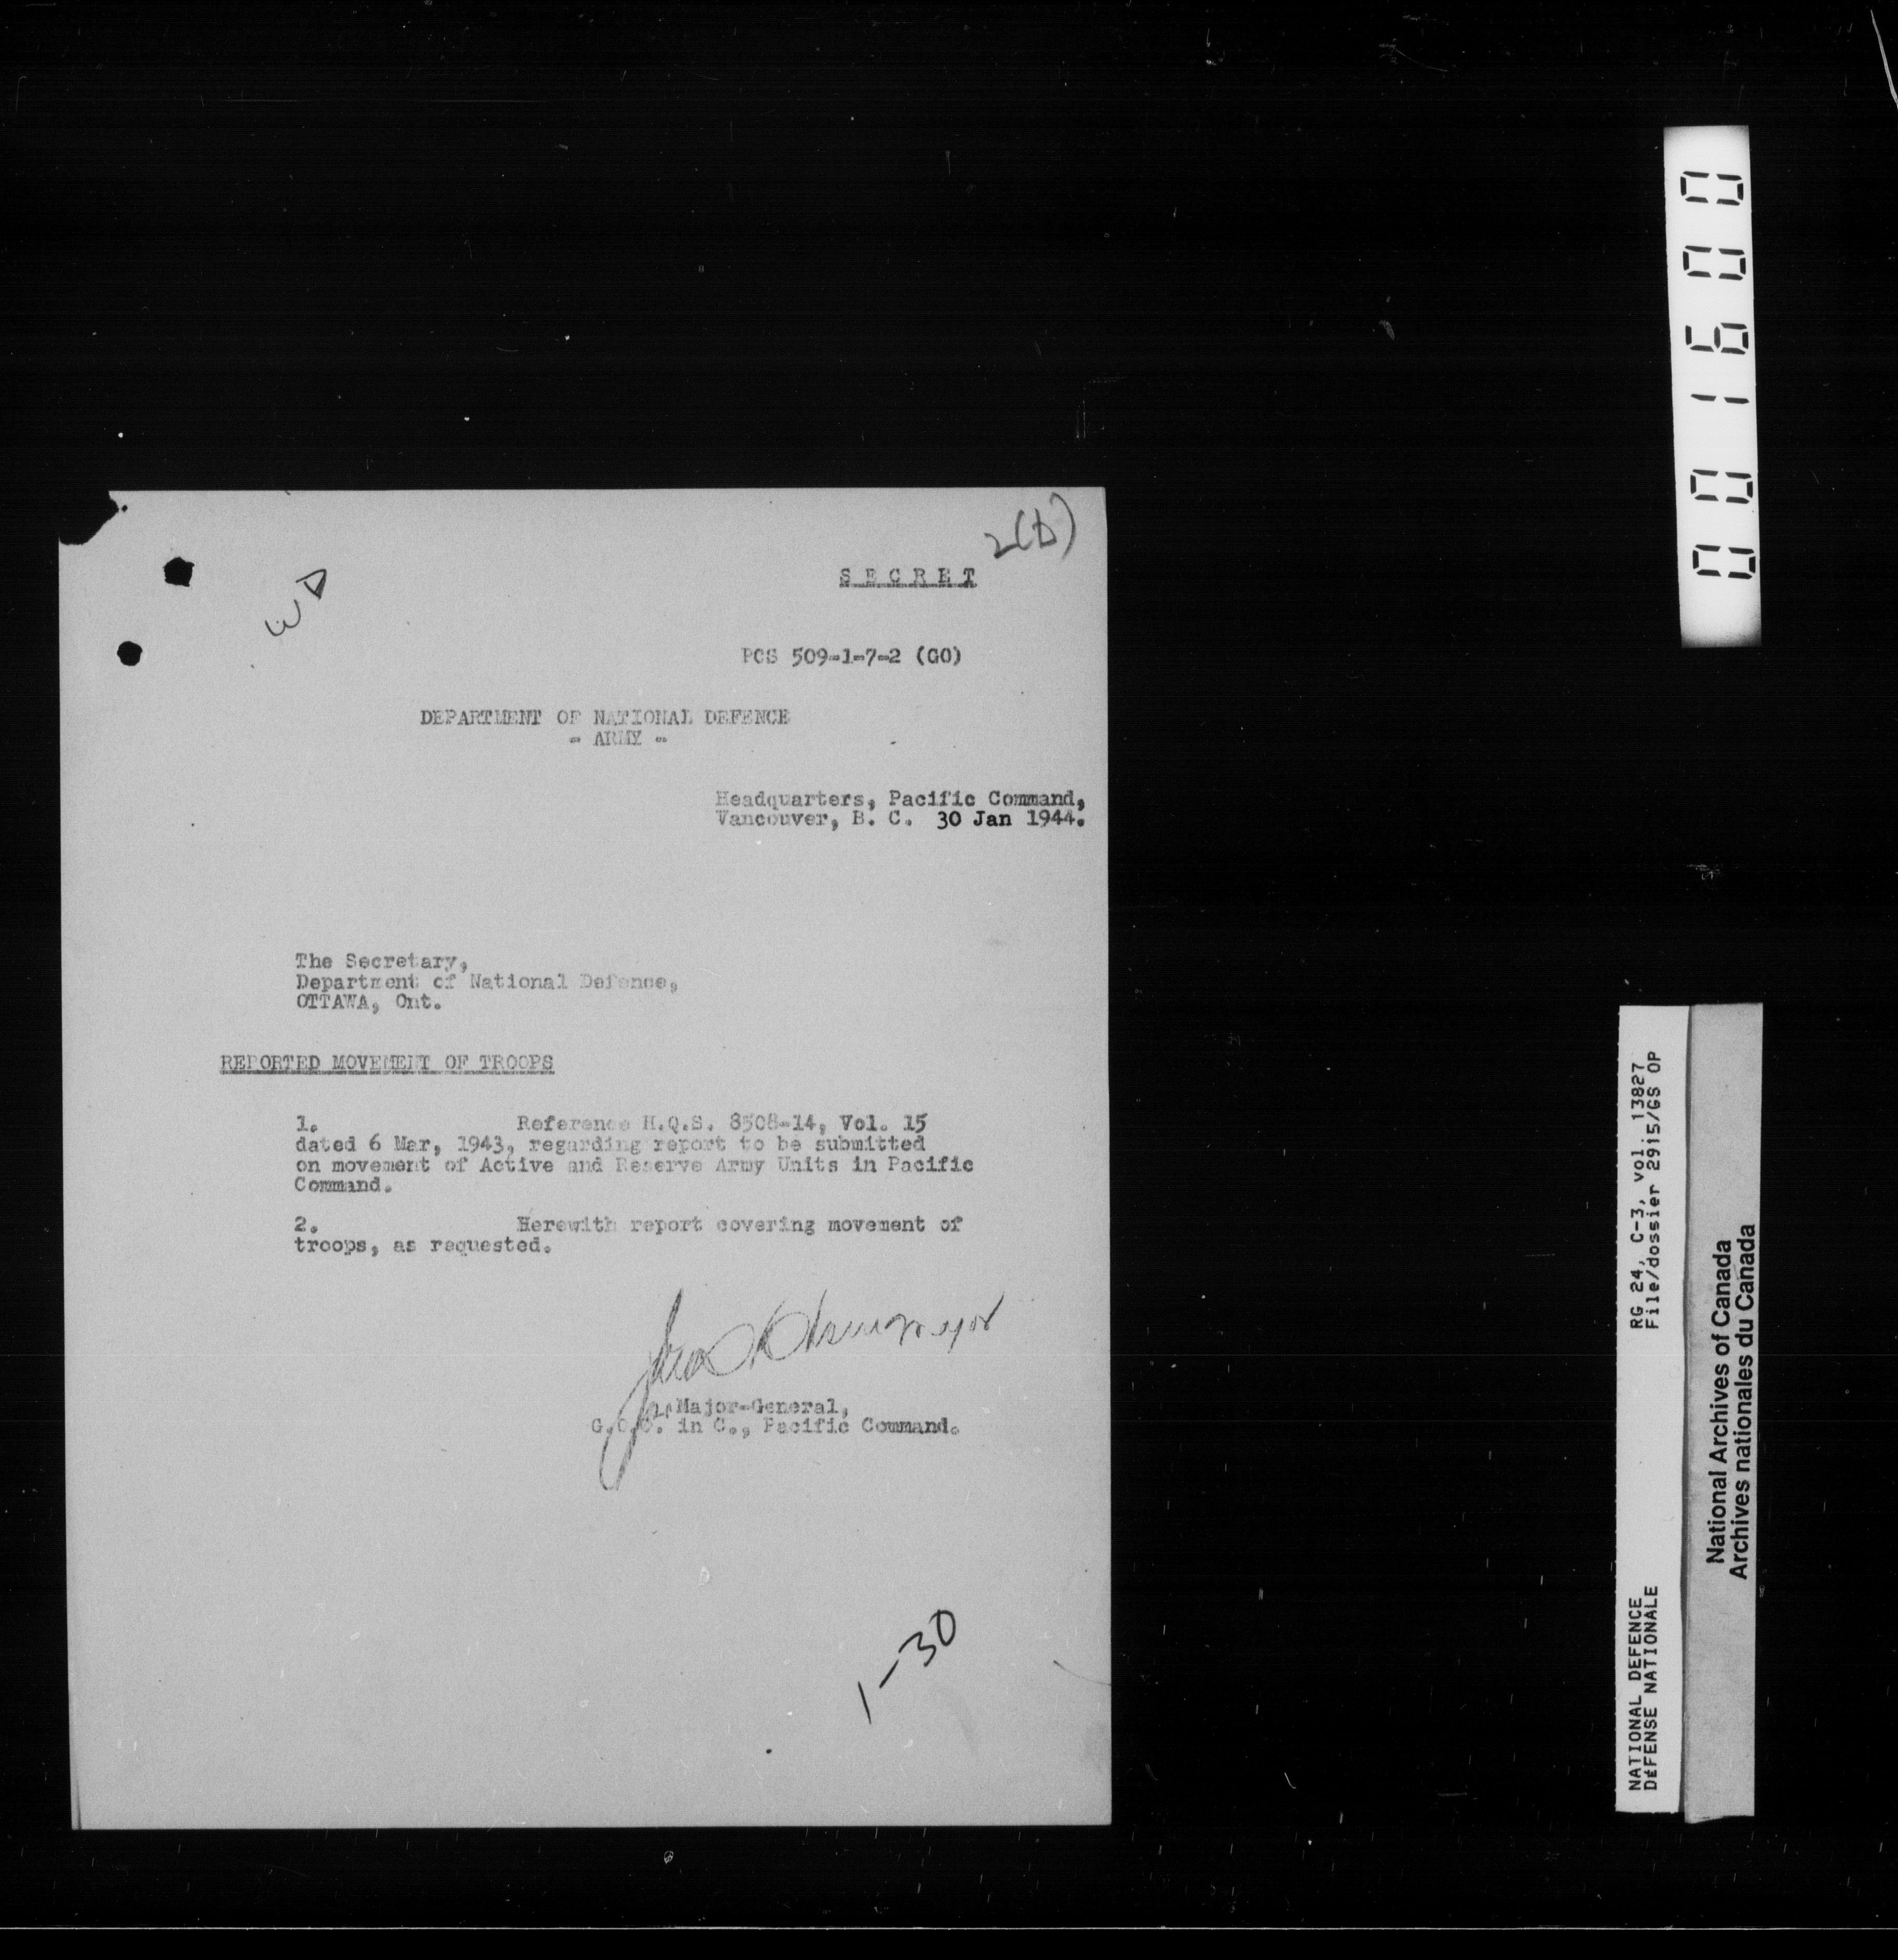 2(D)
WD
S E C R E T
PCS 509-1-7-2 (GO)
DEPARTMENT OF NATIONAL DEFENCE
- ARMY -
Headquarters, Pacific Command,
Vancouver, B. C. 30 Jan 1944.
The Secretary,
Department of National Defence,
OTTAWA, Ont.
REPORTED MOVEMENT OF TROOPS
1. Reference H.Q.S. 8508-14, Vol. 15
dated 6 Mar, 1943, regarding report to be submitted
on movement of Active and Reserve Army Units in Pacific
Command.
2. Herewith report covering movement of
troops, as requested.
Major-General,
G.O.C. in C., Pacific Command.
1-30
001600
NATIONAL DEFENCE RG 24, C-3, vol. 13827
DÉFENSE NATIONALE File/dossier 2915/GS OP
National Archives of Canada
Archives nationales du Canada